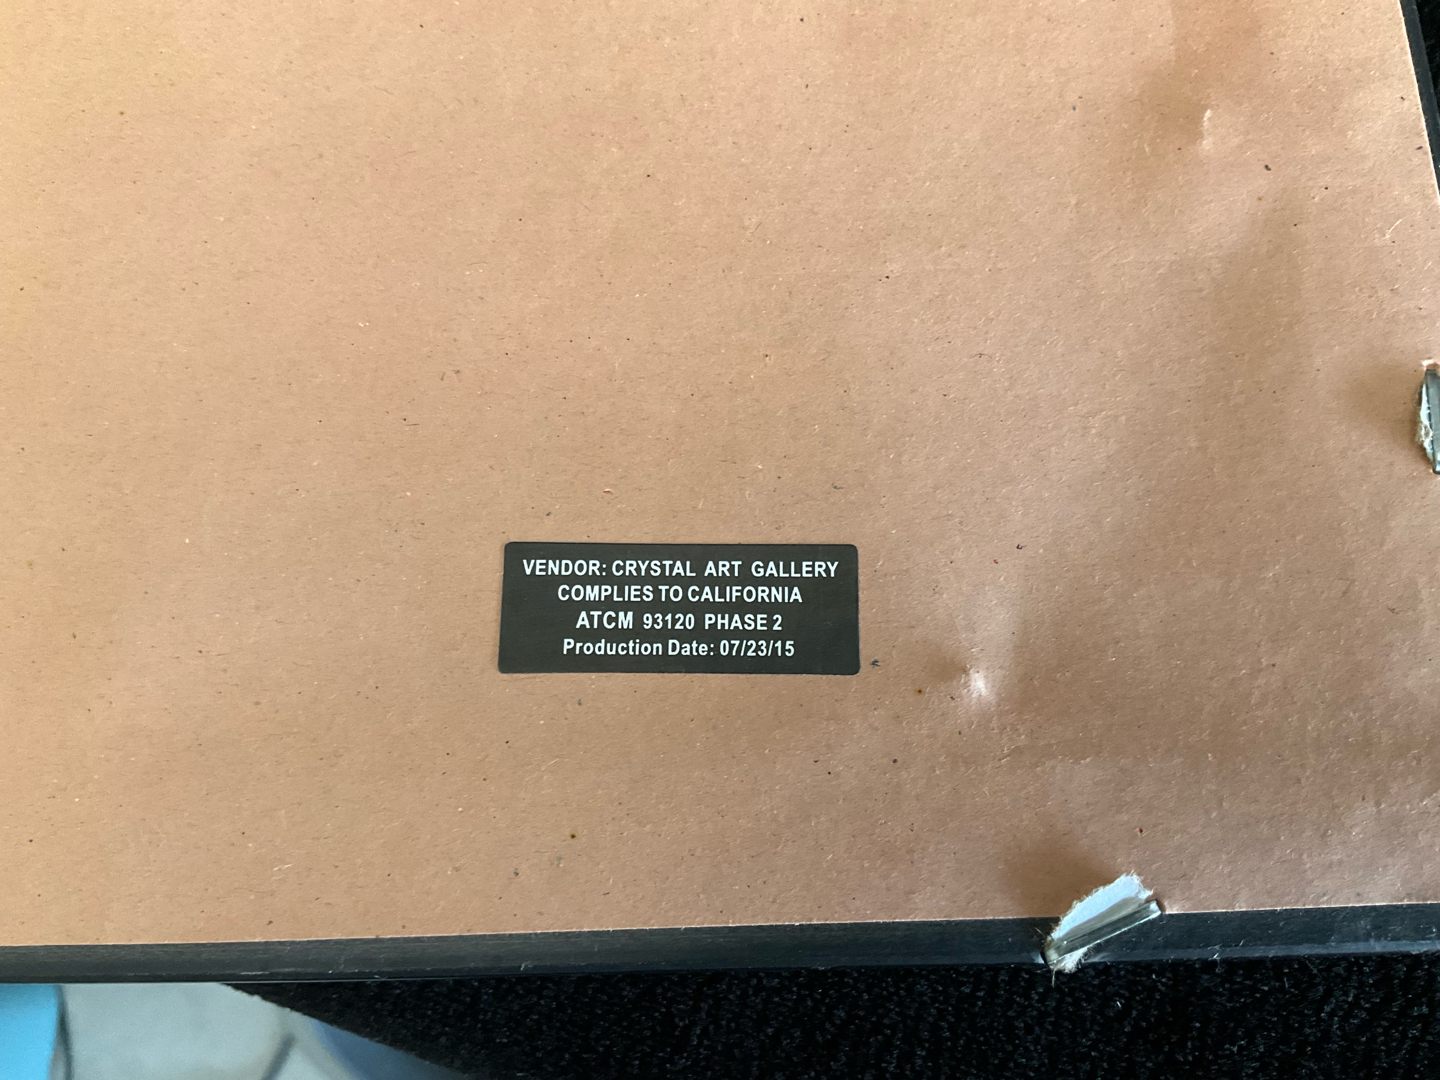 VENDOR: CRYSTAL ART GALLERY
COMPLIES TO CALIFORNIA
ATCM 93120 PHASE 2
Production Date: 07/23/15